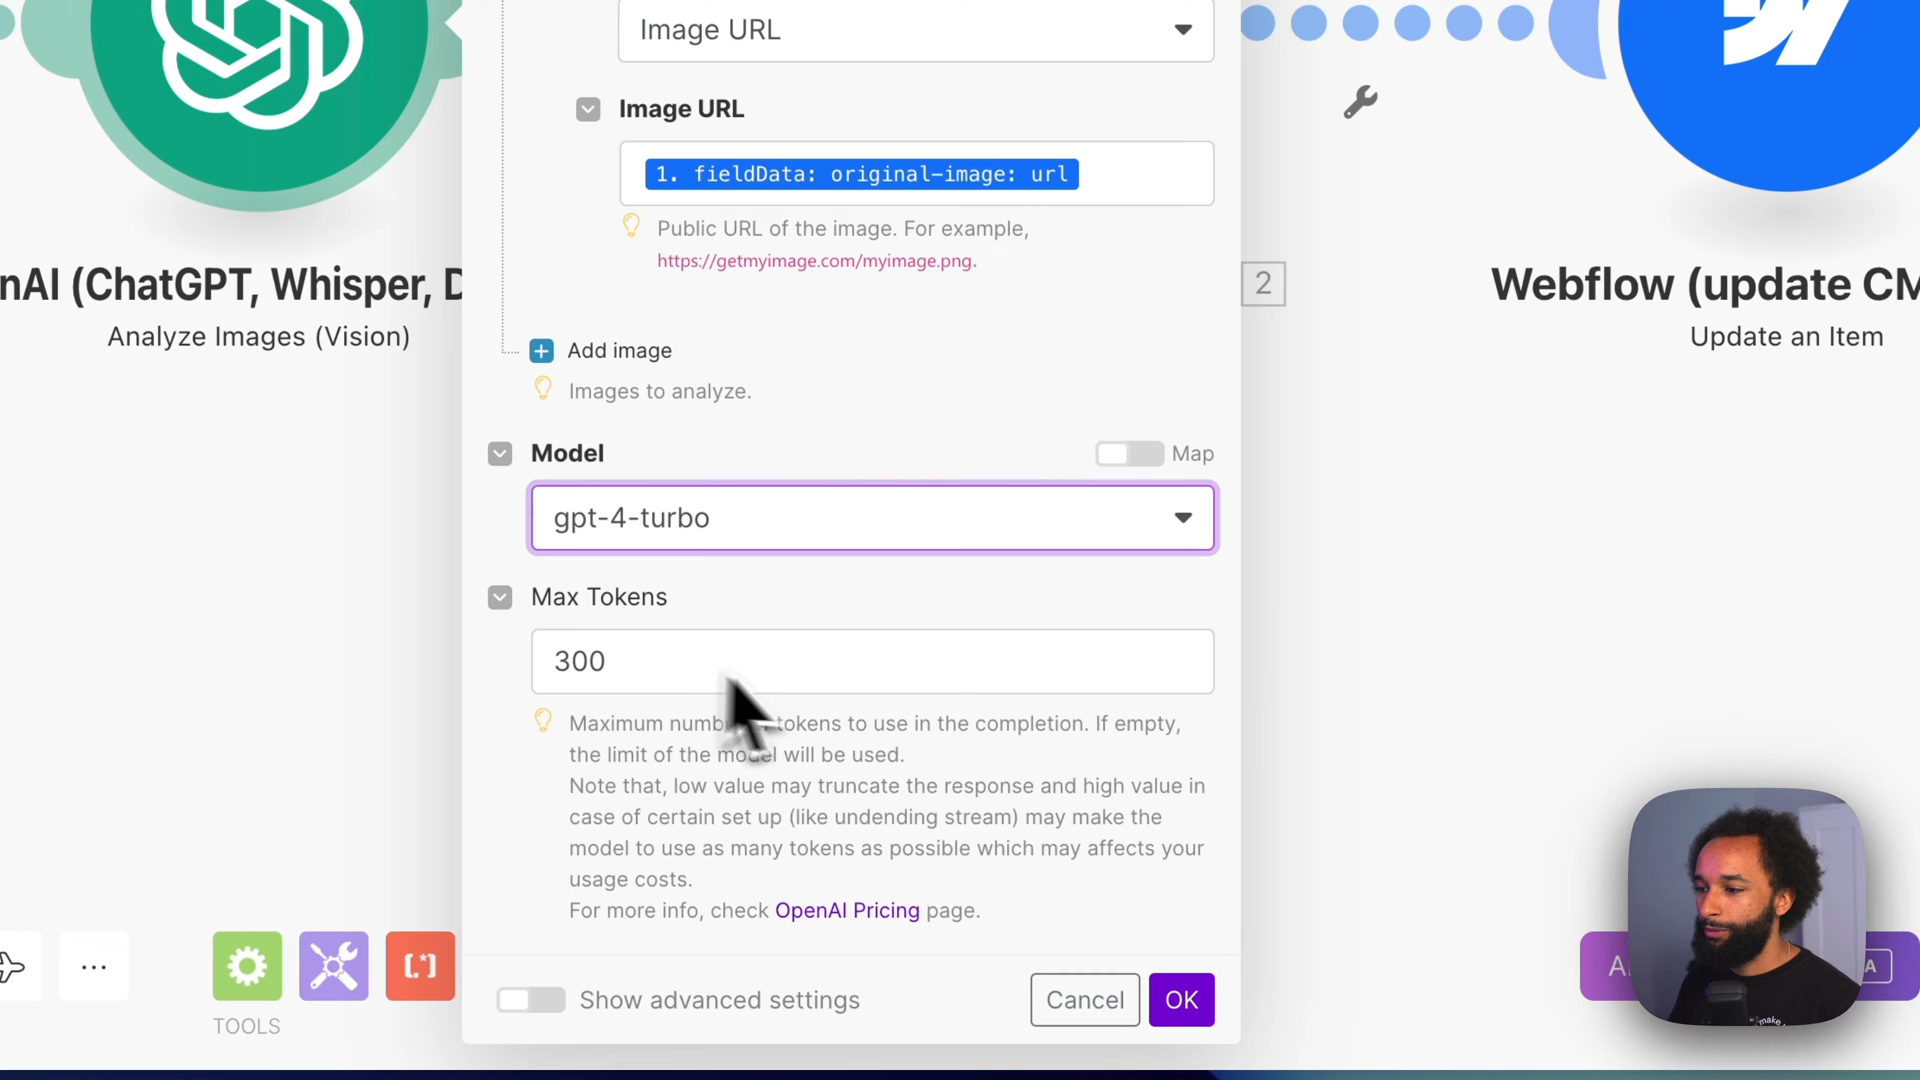 Image URL
Image URL
1. fieldData: original-image: url
Public URL of the image. For example,
https://getmyimage.com/myimage.png.
nAI (ChatGPT, Whisper, D
Analyze Images (Vision)
2
Webflow (update CM
Update an Item
Add image
Images to analyze.
Model
Map
gpt-4-turbo
Max Tokens
300
Maximum tokens to use in the completion. If empty,
the limit of the model will be used.
Note that, low value may truncate the response and high value in
case of certain set up (like undending stream) may make the
model to use as many tokens as possible which may affects your
usage costs.
For more info, check OpenAI Pricing page.
Show advanced settings
Cancel
OK
TOOLS
A
make